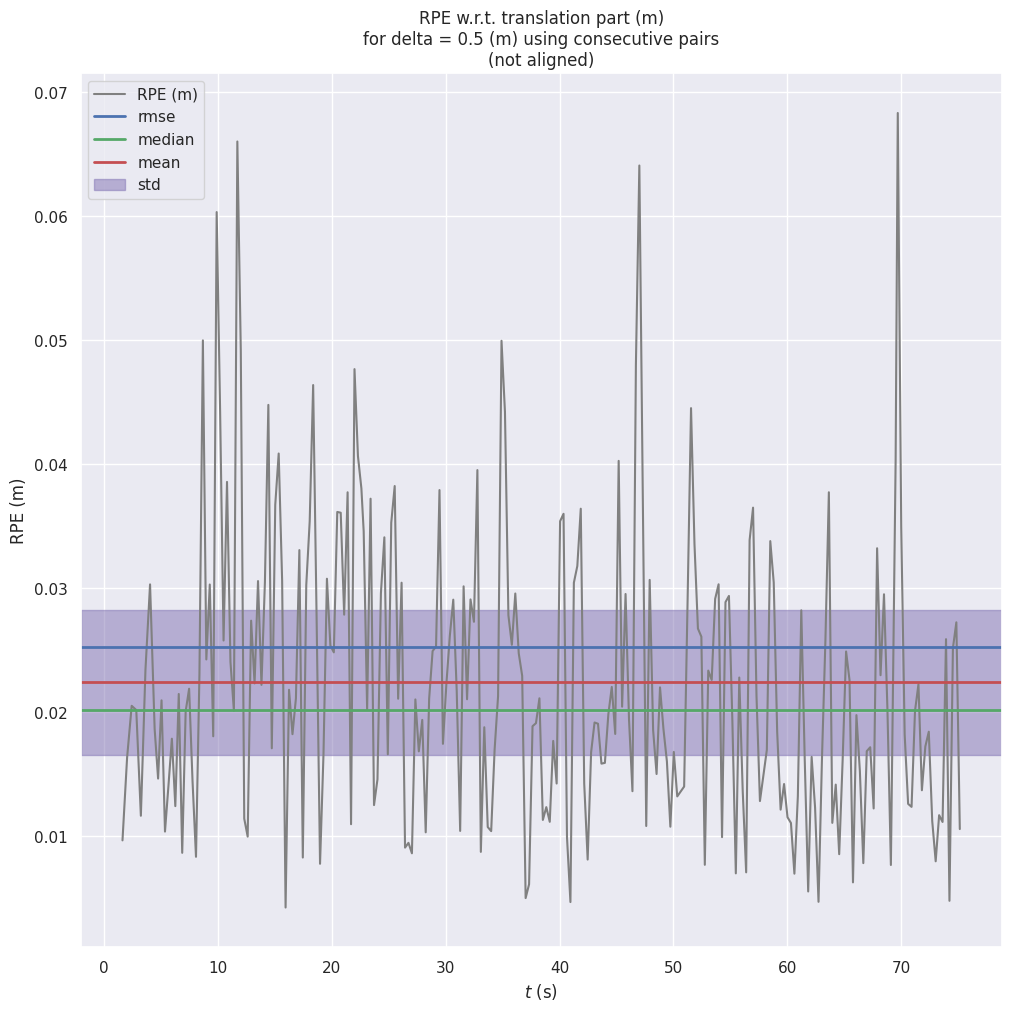 RPE w.r.t. translation part (m)
for delta = 0.5 (m) using consecutive pairs
(not aligned)
RPE (m)
rmse
median
mean
std
0.07
0.06
0.05
0.04
0.03
0.02
0.01
RPE (m)
0 10 20 30 40 50 60 70
t (s)